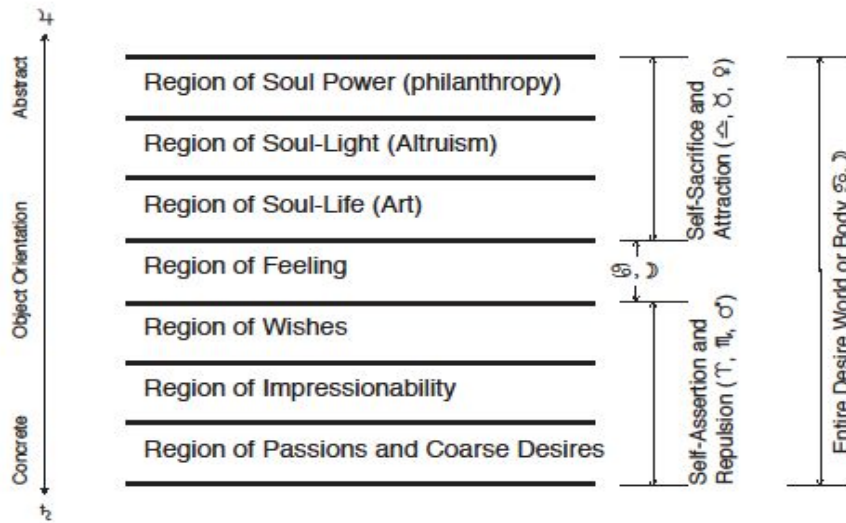 ♃
Abstract
Object Orientation
Concrete
♄
Region of Soul Power (philanthropy)
Region of Soul-Light (Altruism)
Region of Soul-Life (Art)
Region of Feeling
Region of Wishes
Region of Impressionability
Region of Passions and Coarse Desires
Self-Sacrifice and
Attraction (♎, ♉, ♀)
♋,☽
Self-Assertion and
Repulsion (♈, ♏, ♂)
Entire Desire World or Body ♋,☽